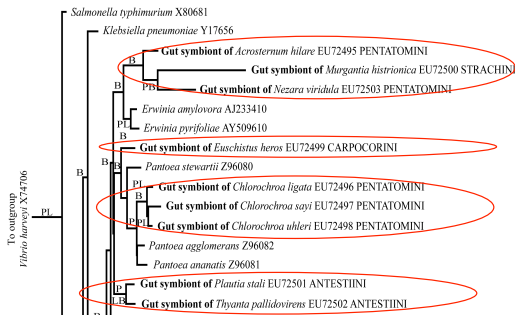 Salmonella typhimurium X80681
Klebsiella pneumoniae Y17656
Gut symbiont of Acrosternum hilare EU72495 PENTATOMINI
B
Gut symbiont of Murgantia histrionica EU72500 STRACHINI
B
PB
Gut symbiont of Nezara viridula EU72503 PENTATOMINI
Erwinia amylovora AJ233410
PL
Erwinia pyrifoliae AY509610
B
Gut symbiont of Euschistus heros EU72499 CARPOCORINI
B
B
B
Pantoea stewartii Z96080
PL
Gut symbiont of Chlorochroa ligata EU72496 PENTATOMINI
B
Gut symbiont of Chlorochroa sayi EU72497 PENTATOMINI
To outgroup
Vibrio harveyi X74706
PL
P
PL
Gut symbiont of Chlorochroa uhleri EU72498 PENTATOMINI
Pantoea agglomerans Z96082
Pantoea ananatis Z96081
Gut symbiont of Plautia stali EU72501 ANTESTIINI
P
LB
Gut symbiont of Thyanta pallidovirens EU72502 ANTESTIINI
B